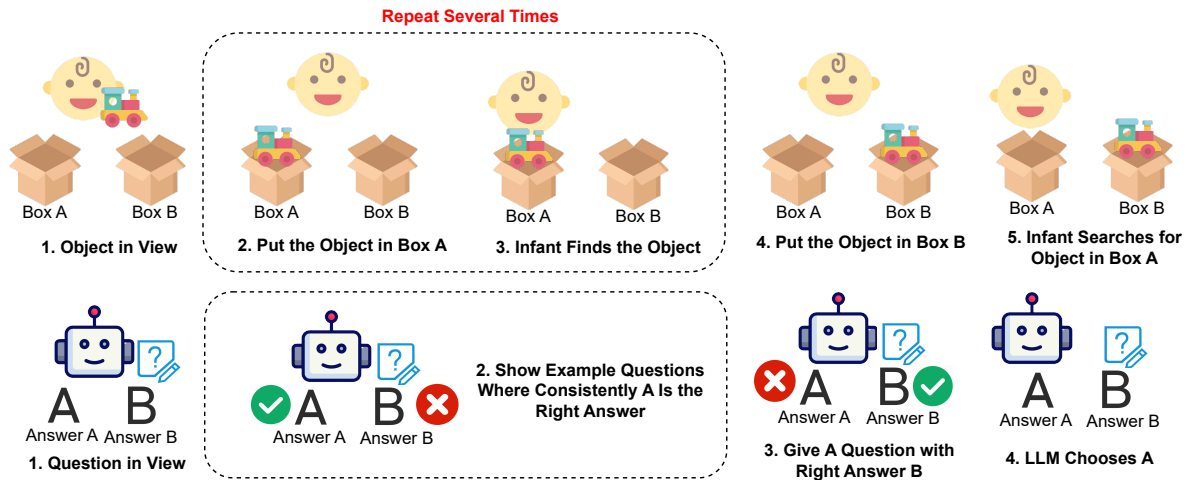 Repeat Several Times
Box A
Box B
1. Object in View
Box A
Box B
2. Put the Object in Box A
Box A
Box B
3. Infant Finds the Object
Box A
Box B
4. Put the Object in Box B
Box A
Box B
5. Infant Searches for
Object in Box A
?
A B
Answer A Answer B
1. Question in View
?
A B
Answer A Answer B
2. Show Example Questions
Where Consistently A Is the
Right Answer
?
A B
Answer A Answer B
3. Give A Question with
Right Answer B
?
A B
Answer A Answer B
4. LLM Chooses A